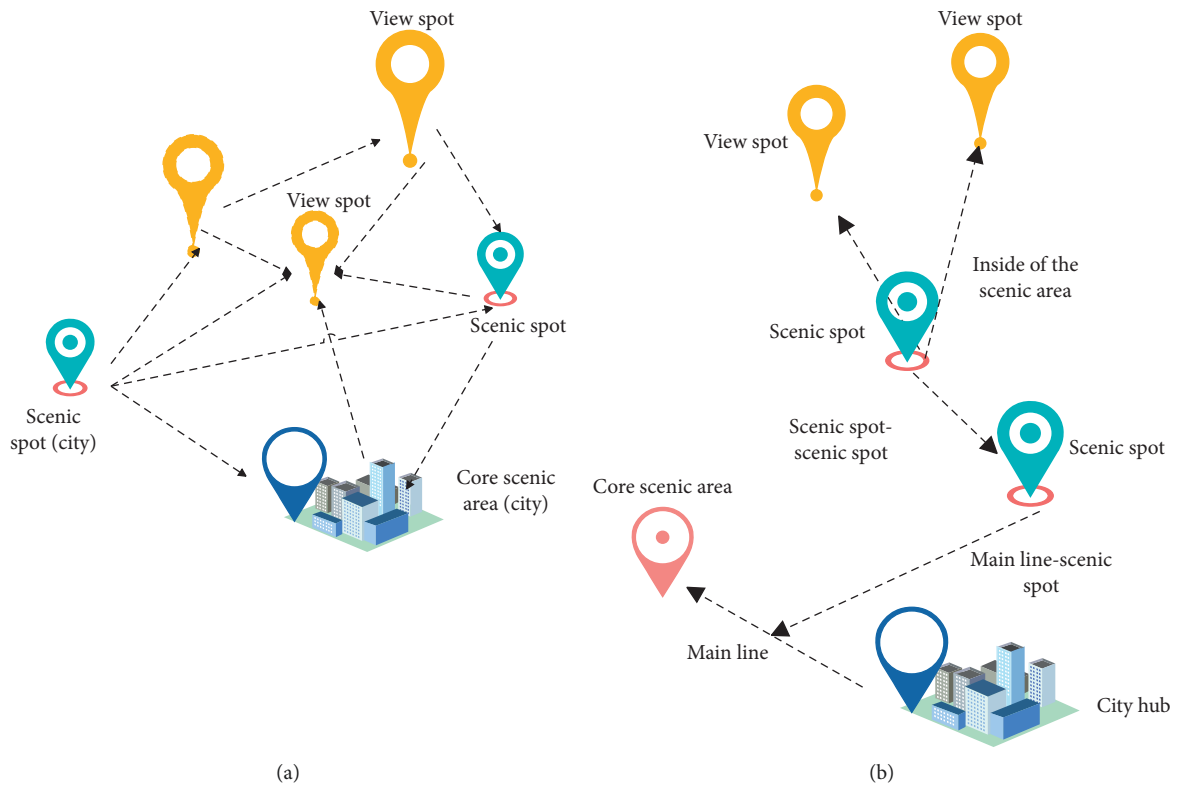 View spot
View spot
Scenic spot
Scenic
spot (city)
Core scenic
area (city)
(a)
View spot
View spot
Inside of the
scenic area
Scenic spot
Scenic spot-
scenic spot
Scenic spot
Core scenic area
Main line-scenic
spot
Main line
City hub
(b)